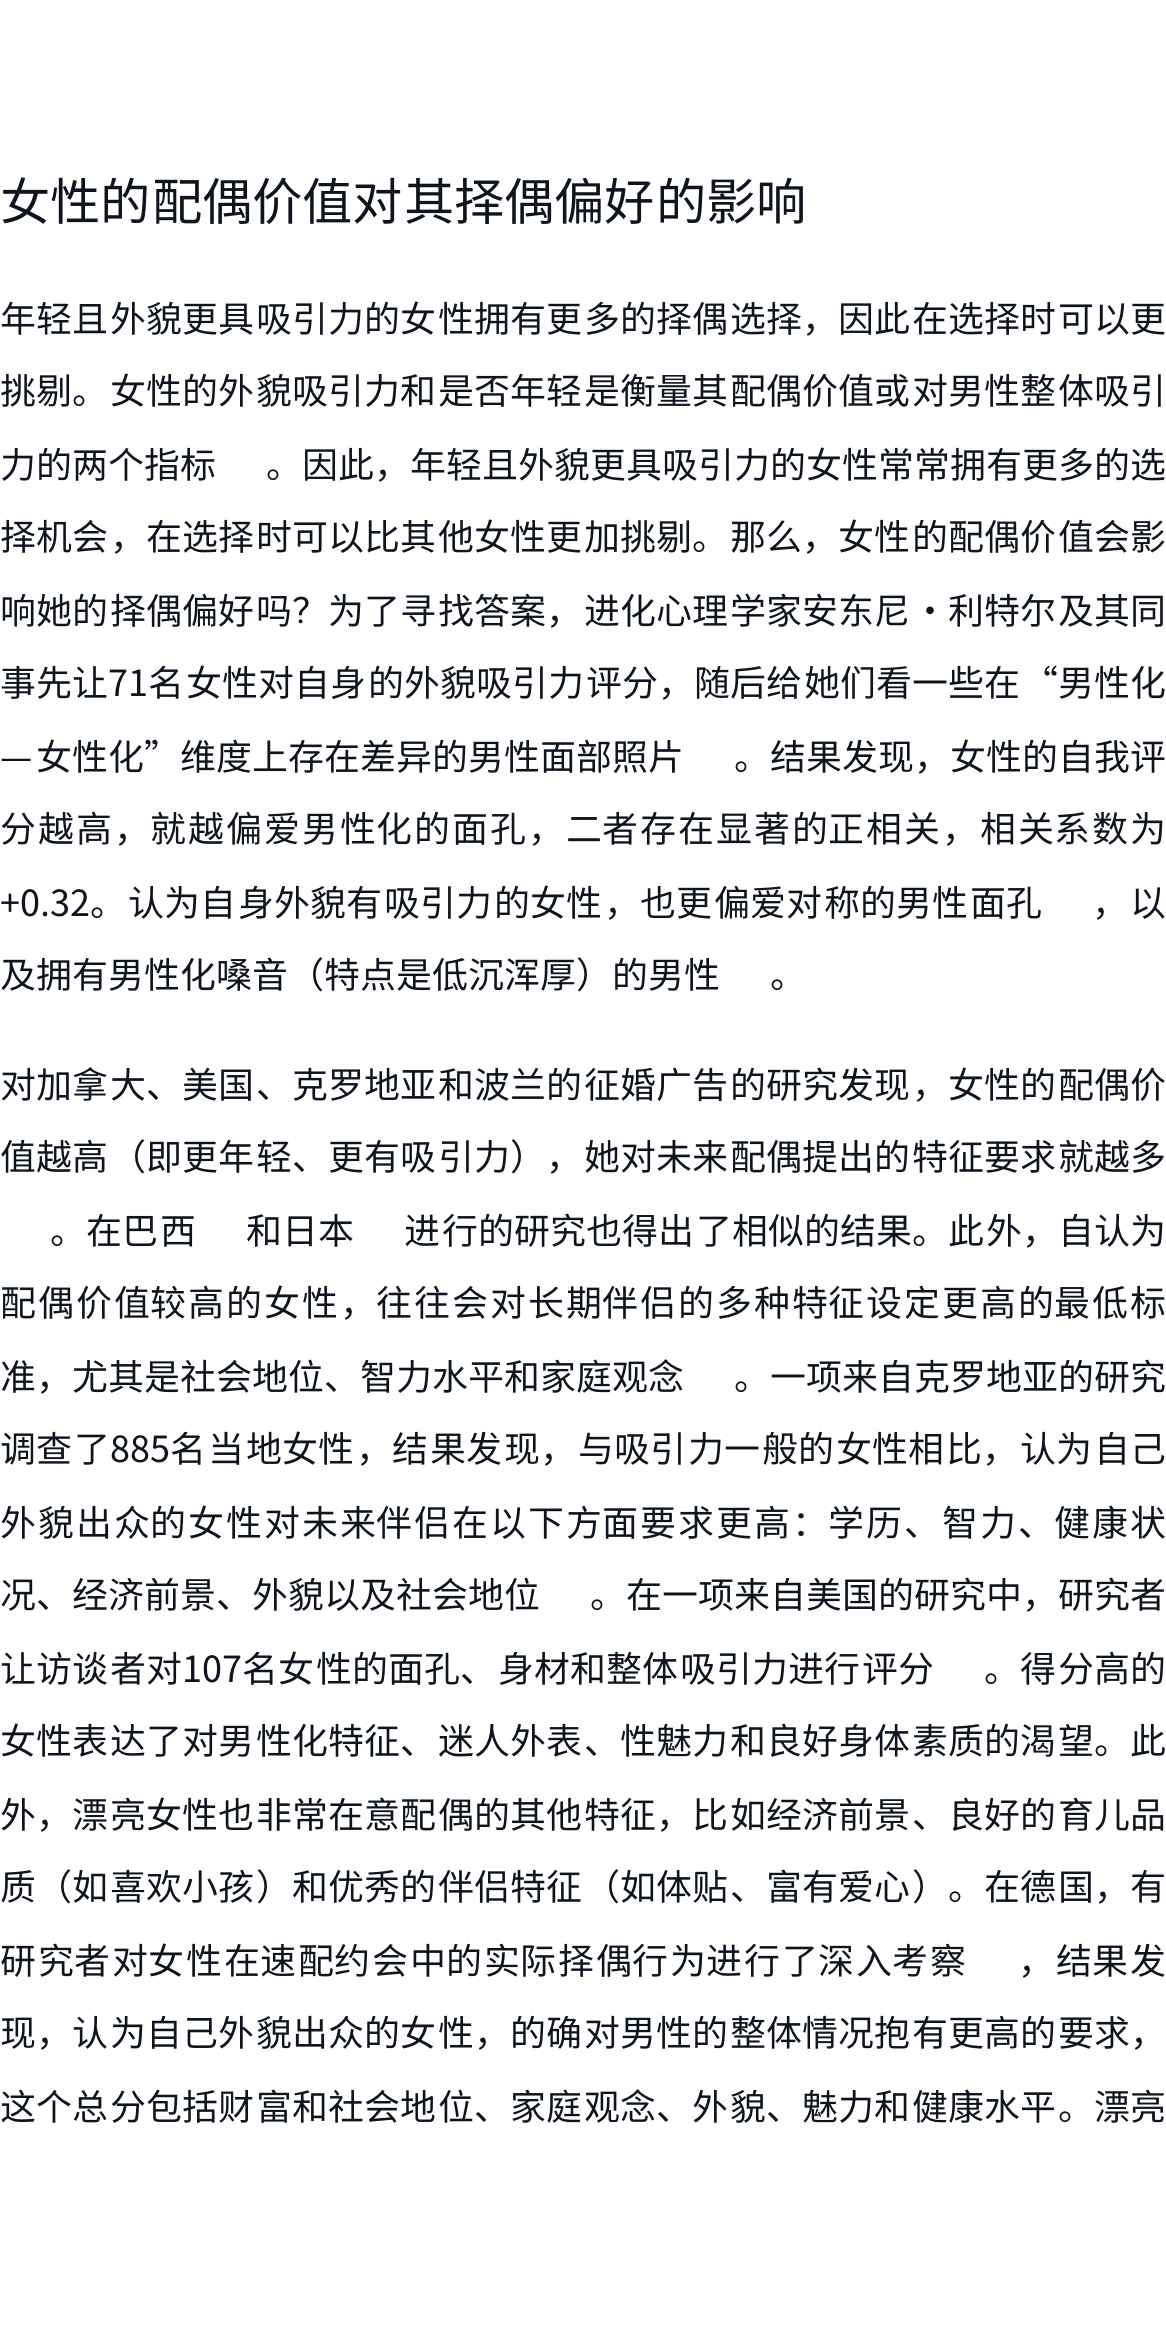 女性的配偶价值对其择偶偏好的影响
年轻且外貌更具吸引力的女性拥有更多的择偶选择，因此在选择时可以更
挑剔。女性的外貌吸引力和是否年轻是衡量其配偶价值或对男性整体吸引
力的两个指标 。因此，年轻且外貌更具吸引力的女性常常拥有更多的选
择机会，在选择时可以比其他女性更加挑剔。那么，女性的配偶价值会影
响她的择偶偏好吗？为了寻找答案，进化心理学家安东尼·利特尔及其同
事先让71名女性对自身的外貌吸引力评分，随后给她们看一些在“男性化
—女性化”维度上存在差异的男性面部照片 。结果发现，女性的自我评
分越高，就越偏爱男性化的面孔，二者存在显著的正相关，相关系数为
+0.32。认为自身外貌有吸引力的女性，也更偏爱对称的男性面孔 ，以
及拥有男性化嗓音（特点是低沉浑厚）的男性 。
对加拿大、美国、克罗地亚和波兰的征婚广告的研究发现，女性的配偶价
值越高（即更年轻、更有吸引力），她对未来配偶提出的特征要求就越多
。在巴西 和日本 进行的研究也得出了相似的结果。此外，自认为
配偶价值较高的女性，往往会对长期伴侣的多种特征设定更高的最低标
准，尤其是社会地位、智力水平和家庭观念 。一项来自克罗地亚的研究
调查了885名当地女性，结果发现，与吸引力一般的女性相比，认为自己
外貌出众的女性对未来伴侣在以下方面要求更高：学历、智力、健康状
况、经济前景、外貌以及社会地位 。在一项来自美国的研究中，研究者
让访谈者对107名女性的面孔、身材和整体吸引力进行评分 。得分高的
女性表达了对男性化特征、迷人外表、性魅力和良好身体素质的渴望。此
外，漂亮女性也非常在意配偶的其他特征，比如经济前景、良好的育儿品
质（如喜欢小孩）和优秀的伴侣特征（如体贴、富有爱心）。在德国，有
研究者对女性在速配约会中的实际择偶行为进行了深入考察 ，结果发
现，认为自己外貌出众的女性，的确对男性的整体情况抱有更高的要求，
这个总分包括财富和社会地位、家庭观念、外貌、魅力和健康水平。漂亮